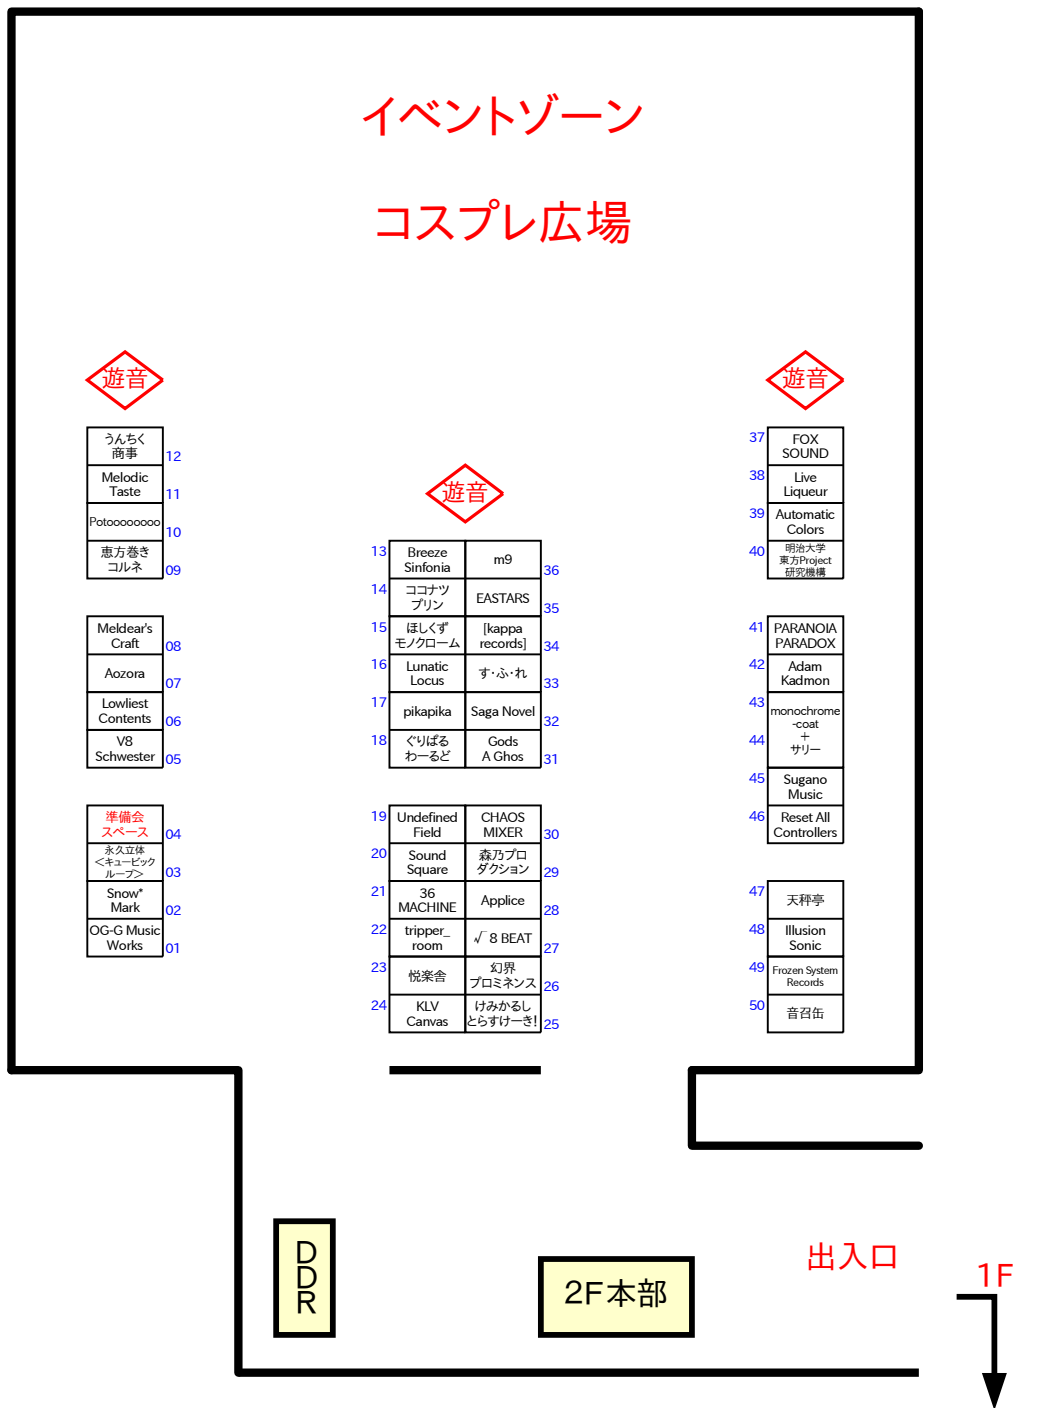 イベントゾーン
コスプレ広場
遊音
うんちく
商事
12
Melodic
Taste
11
Potoooooooo
10
恵方巻き
コルネ
09
Meldear's
Craft
08
Aozora
07
Lowliest
Contents
06
V8
Schwester
05
準備会
スペース
04
永久立体
＜キュービック
ループ＞
03
Snow*
Mark
02
OG-G Music
Works
01
遊音
13
Breeze
Sinfonia
14
ココナツ
プリン
15
ほしくず
モノクローム
16
Lunatic
Locus
17
pikapika
18
ぐりぱる
わーるど
19
Undefined
Field
20
Sound
Square
21
36
MACHINE
22
tripper_
room
23
悦楽舎
24
KLV
Canvas
m9
36
EASTARS
35
[kappa
records]
34
す・ふ・れ
33
Saga Novel
32
Gods
A Ghos
31
CHAOS
MIXER
30
森乃プロ
ダクション
29
Applice
28
√ 8 BEAT
27
幻界
プロミネンス
26
けみかるし
とらすけーき!
25
遊音
37
FOX
SOUND
38
Live
Liqueur
39
Automatic
Colors
40
明治大学
東方Project
研究機構
41
PARANOIA
PARADOX
42
Adam
Kadmon
43
monochrome
-coat
＋
サリー
44
45
Sugano
Music
46
Reset All
Controllers
47
天秤亭
48
Illusion
Sonic
49
Frozen System
Records
50
音召缶
DDR
2F本部
出入口
1F